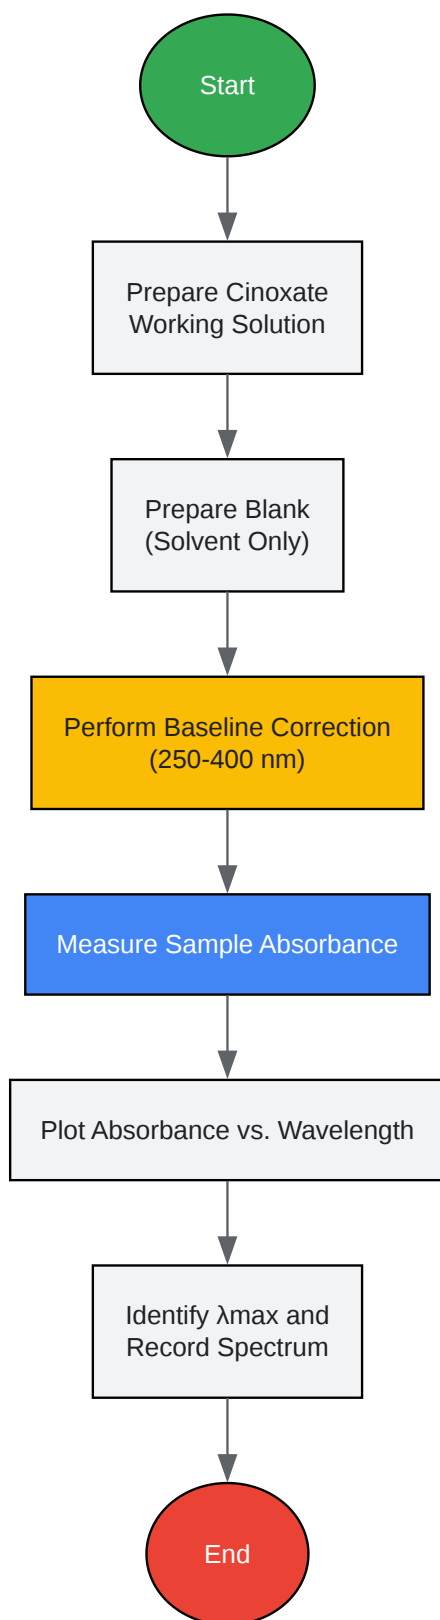 Start
Prepare Cinoxate
Working Solution
Prepare Blank
(Solvent Only)
Perform Baseline Correction
(250-400 nm)
Measure Sample Absorbance
Plot Absorbance vs. Wavelength
Identify λmax and
Record Spectrum
End